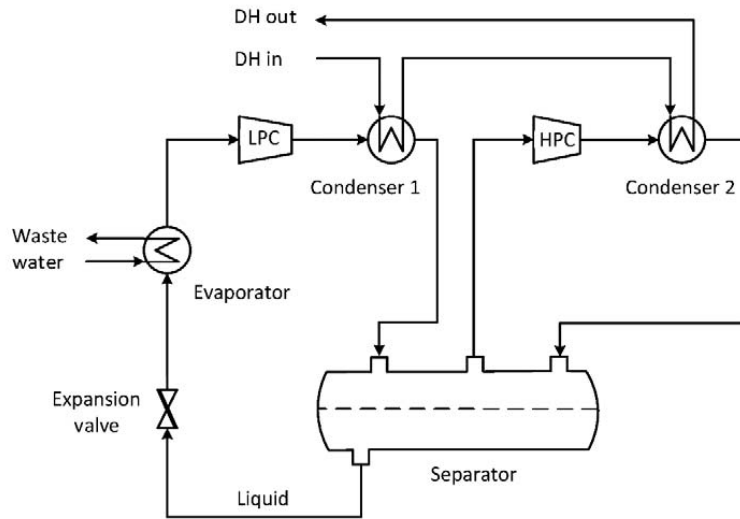 DH out
DH in
LPC
HPC
Condenser 1
Condenser 2
Waste
water
Evaporator
Expansion
valve
Separator
Liquid